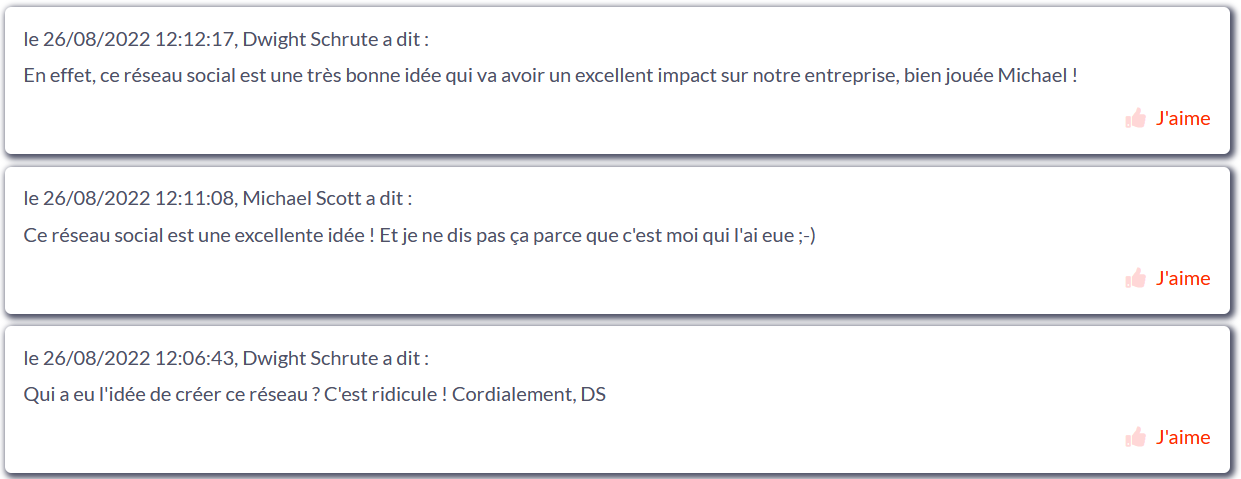 le 26/08/2022 12:12:17, Dwight Schrute a dit :
En effet, ce réseau social est une très bonne idée qui va avoir un excellent impact sur notre entreprise, bien jouée Michael !
J'aime
le 26/08/2022 12:11:08, Michael Scott a dit :
Ce réseau social est une excellente idée ! Et je ne dis pas ça parce que c'est moi qui l'ai eue ;-)
J'aime
le 26/08/2022 12:06:43, Dwight Schrute a dit :
Qui a eu l'idée de créer ce réseau ? C'est ridicule ! Cordialement, DS
J'aime